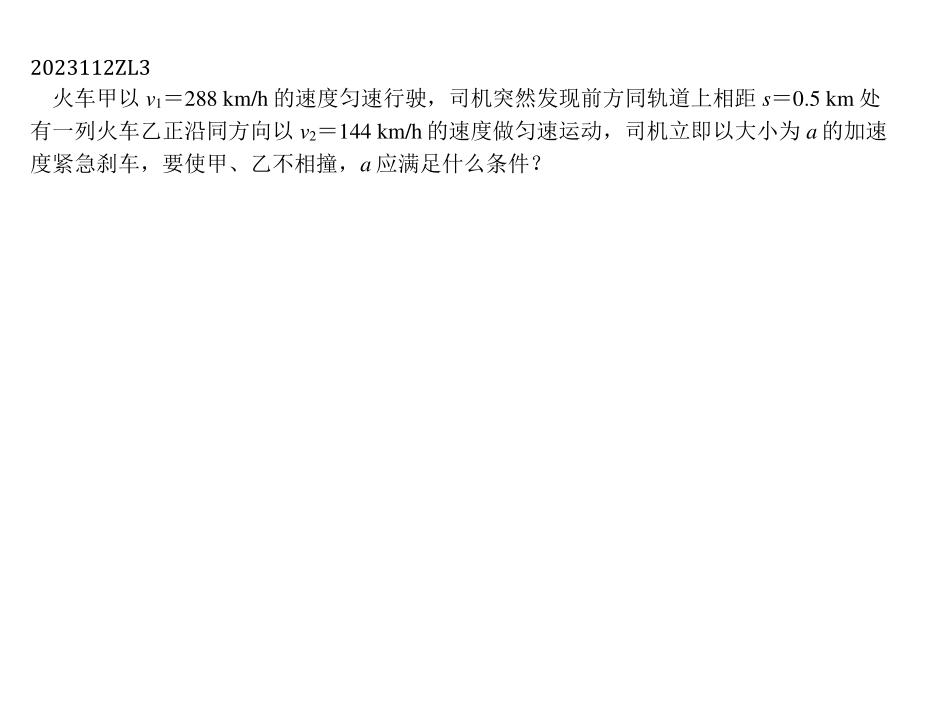 2023112ZL3
火车甲以 v₁＝288 km/h 的速度匀速行驶，司机突然发现前方同轨道上相距 s＝0.5 km 处
有一列火车乙正沿同方向以 v₂＝144 km/h 的速度做匀速运动，司机立即以大小为 a 的加速
度紧急刹车，要使甲、乙不相撞，a 应满足什么条件？